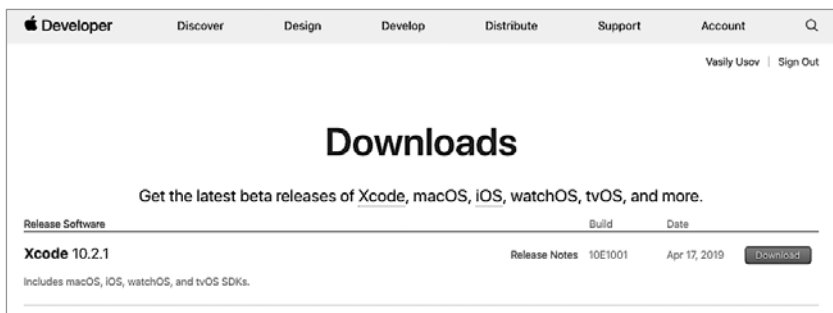 Developer Discover Design Develop Distribute Support Account
Vasily Usov | Sign Out
Downloads
Get the latest beta releases of Xcode, macOS, iOS, watchOS, tvOS, and more.
Release Software Build Date
Xcode 10.2.1 Release Notes 10E1001 Apr 17, 2019 Download
Includes macOS, iOS, watchOS, and tvOS SDKs.